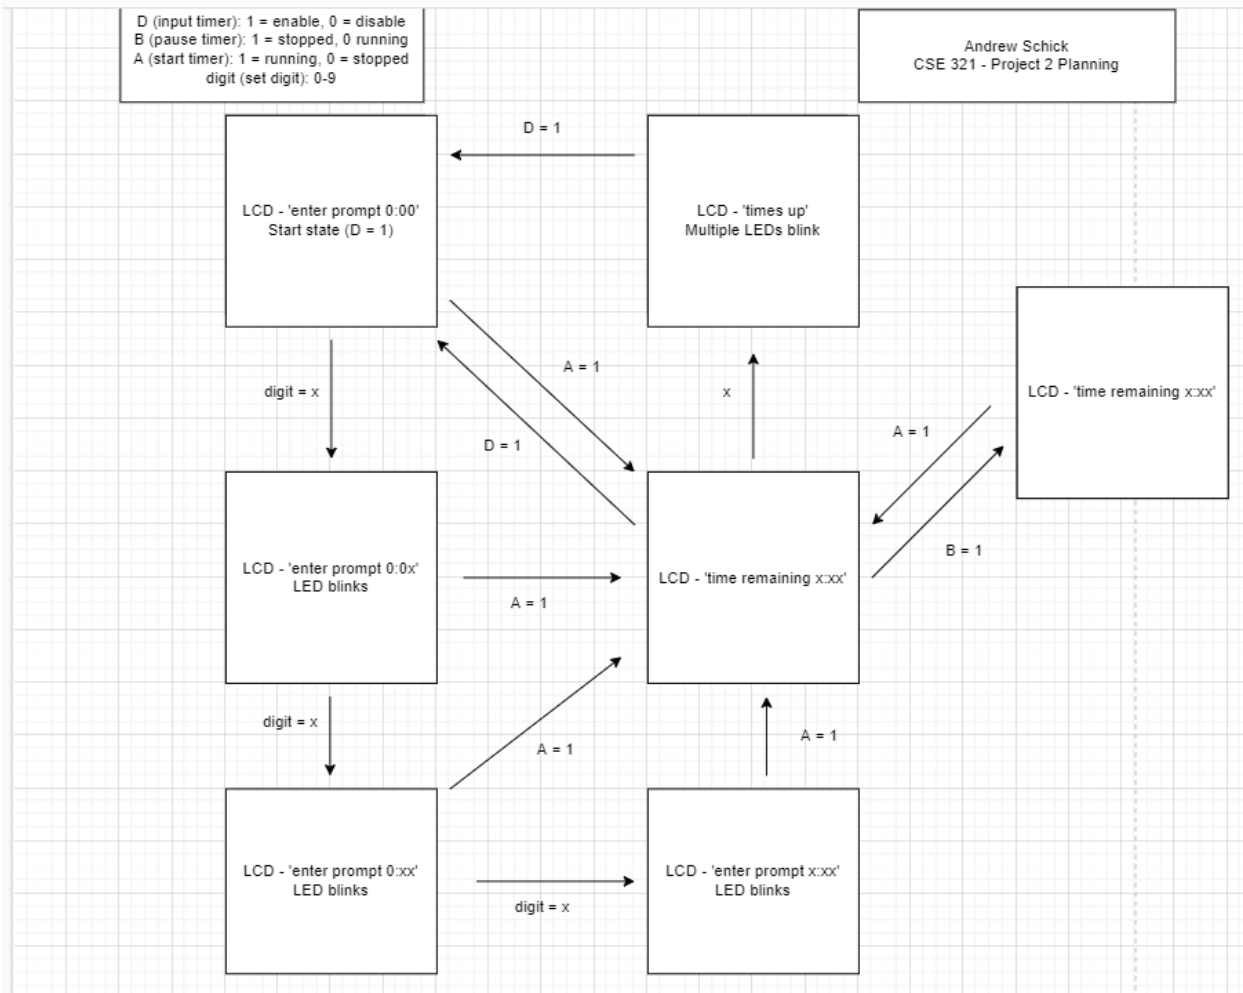 D (input timer): 1 = enable, 0 = disable
B (pause timer): 1 = stopped, 0 running
A (start timer): 1 = running, 0 = stopped
digit (set digit): 0-9
Andrew Schick
CSE 321 - Project 2 Planning
D = 1
LCD - 'enter prompt 0:00'
Start state (D = 1)
LCD - 'times up'
Multiple LEDs blink
A = 1
digit = x
x
LCD - 'time remaining x:xx'
D = 1
A = 1
B = 1
LCD - 'enter prompt 0:0x'
LED blinks
A = 1
LCD - 'time remaining x:xx'
digit = x
A = 1
A = 1
LCD - 'enter prompt 0:xx'
LED blinks
digit = x
LCD - 'enter prompt x:xx'
LED blinks